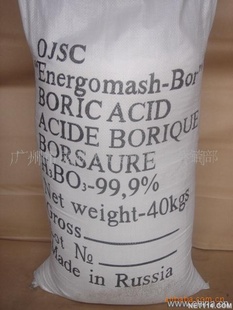 OJSC
"Energomash-Bor"
BORIC ACID
ACIDE BORIQUE
BORSAURE
H₃BO₃-99,9%
Net weight-40kgs
Gross
Lot №
Made in Russia